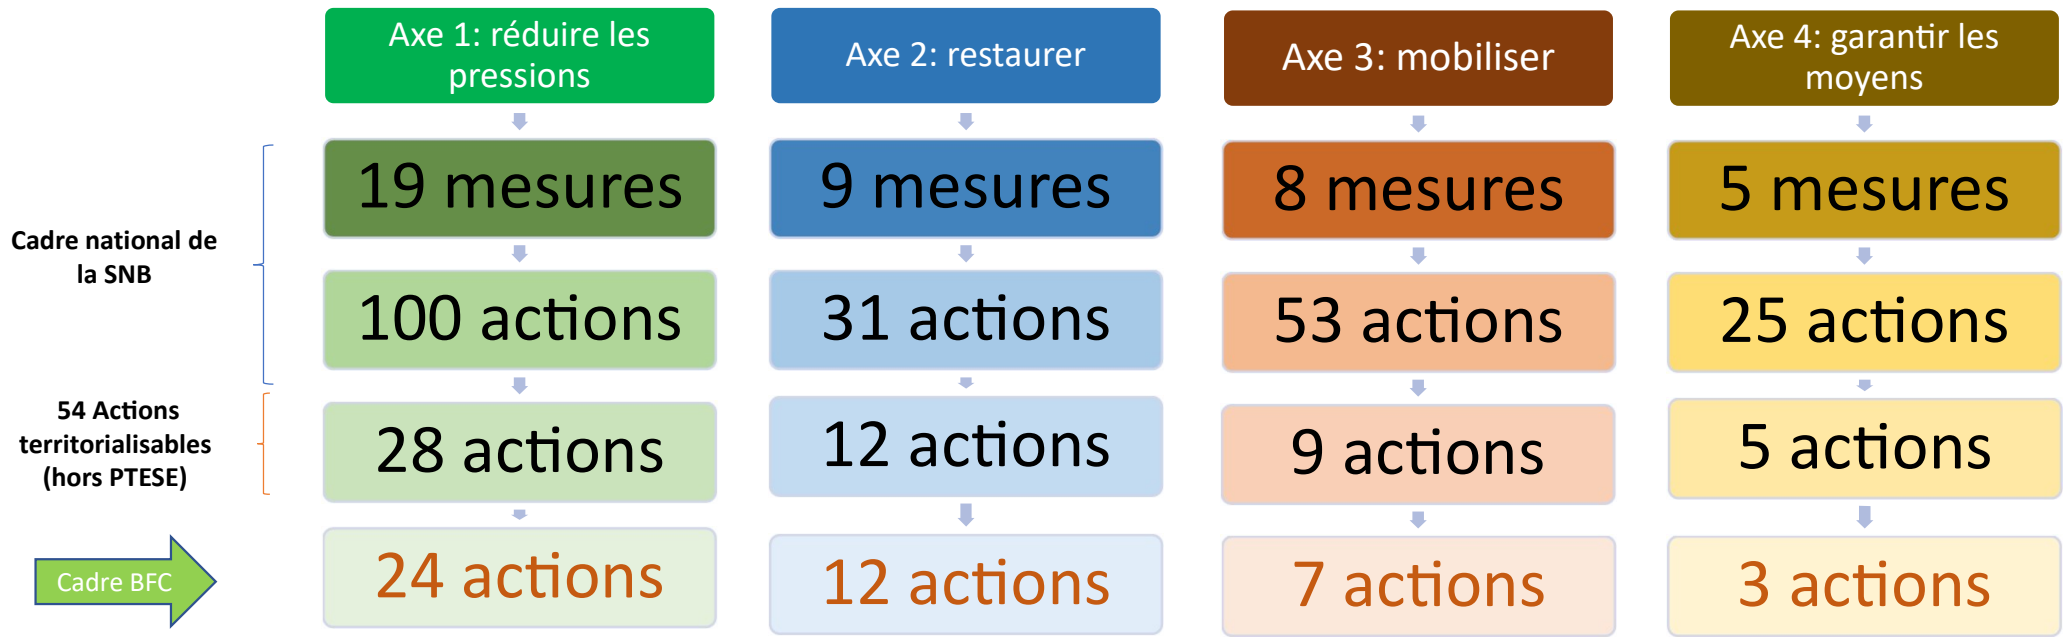 Axe 1: réduire les
pressions
Axe 2: restaurer
Axe 3: mobiliser
Axe 4: garantir les
moyens
Cadre national de
la SNB
19 mesures
9 mesures
8 mesures
5 mesures
100 actions
31 actions
53 actions
25 actions
54 Actions
territorialisables
(hors PTESE)
28 actions
12 actions
9 actions
5 actions
Cadre BFC
24 actions
12 actions
7 actions
3 actions